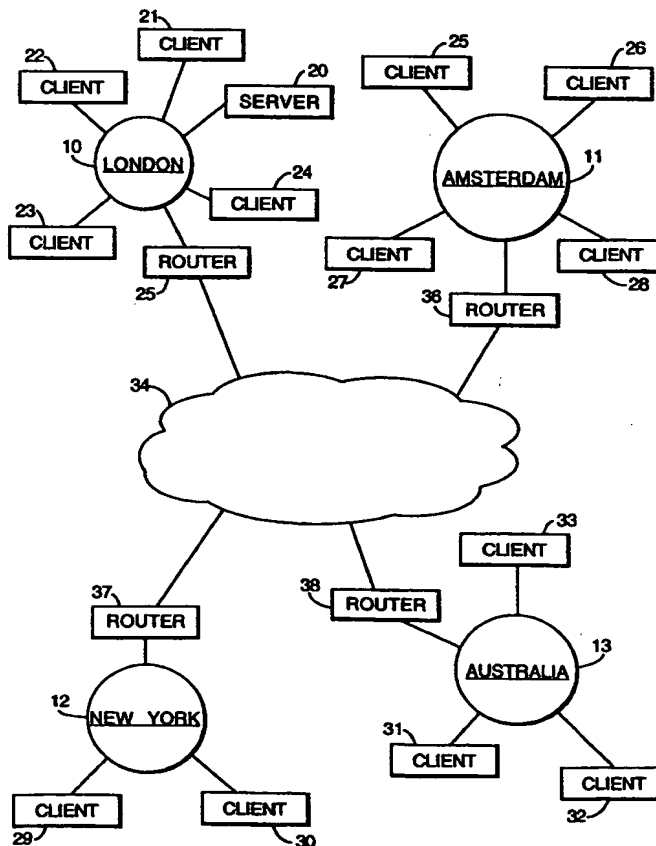 21
CLIENT
22
CLIENT
20
SERVER
10
LONDON
24
CLIENT
23
CLIENT
ROUTER
25
25
CLIENT
26
CLIENT
AMSTERDAM
11
CLIENT
27
CLIENT
28
36
ROUTER
34
33
CLIENT
37
ROUTER
38
ROUTER
13
AUSTRALIA
12
NEW YORK
31
CLIENT
CLIENT
32
CLIENT
29
CLIENT
30